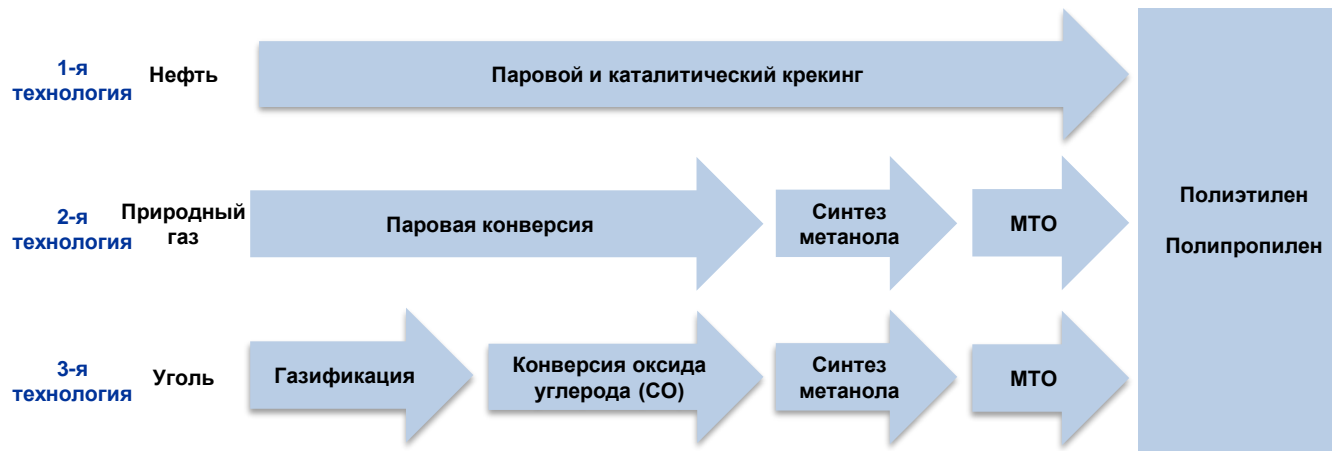 1-я
технология
Нефть
Паровой и каталитический крекинг
2-я
технология
Природный
газ
Паровая конверсия
Синтез
метанола
МТО
3-я
технология
Уголь
Газификация
Конверсия оксида
углерода (СО)
Синтез
метанола
МТО
Полиэтилен
Полипропилен